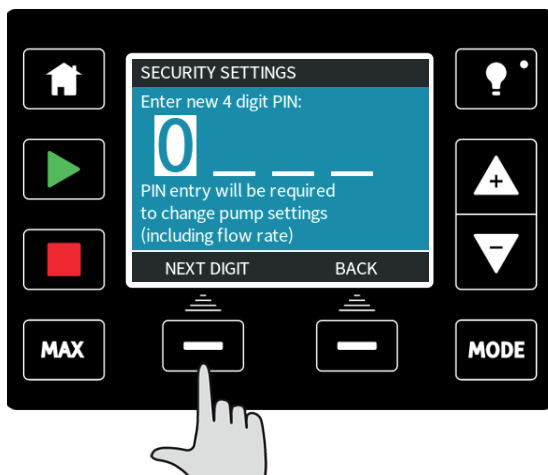 SECURITY SETTINGS
Enter new 4 digit PIN:
0 _ _ _
PIN entry will be required
to change pump settings
(including flow rate)
NEXT DIGIT BACK
MAX
MODE